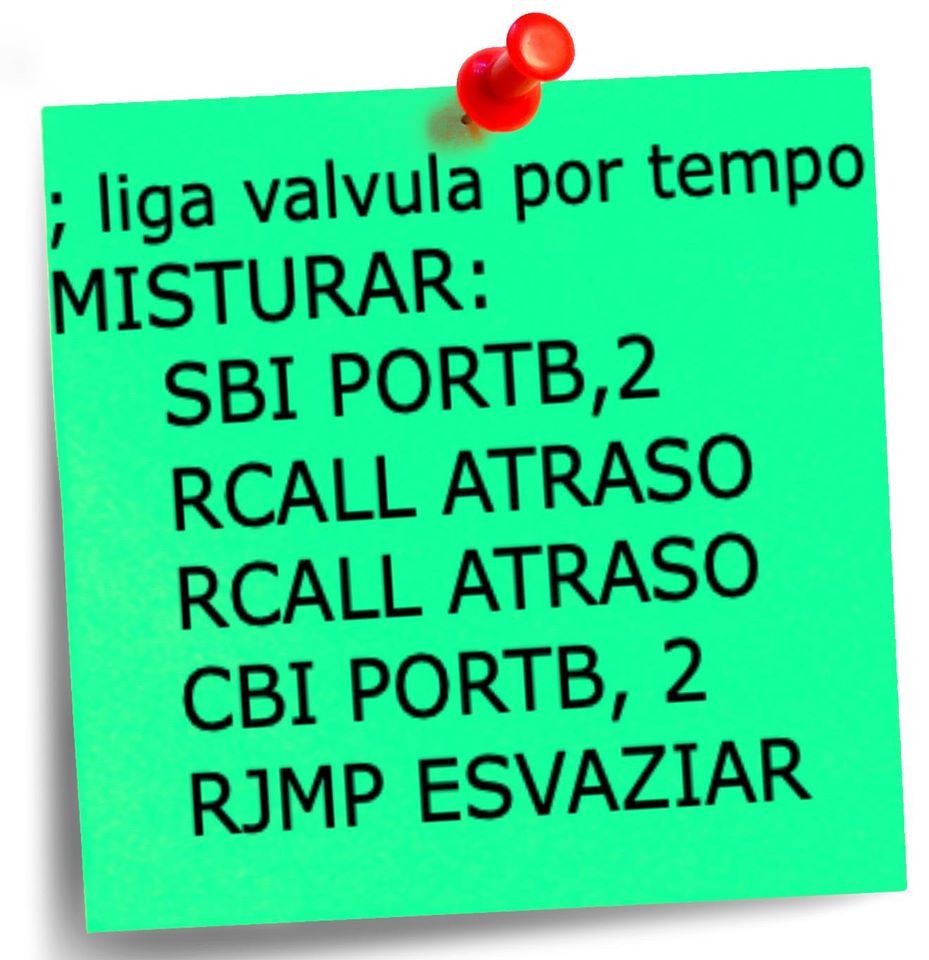 ; liga valvula por tempo
MISTURAR:
SBI PORTB,2
RCALL ATRASO
RCALL ATRASO
CBI PORTB, 2
RJMP ESVAZIAR